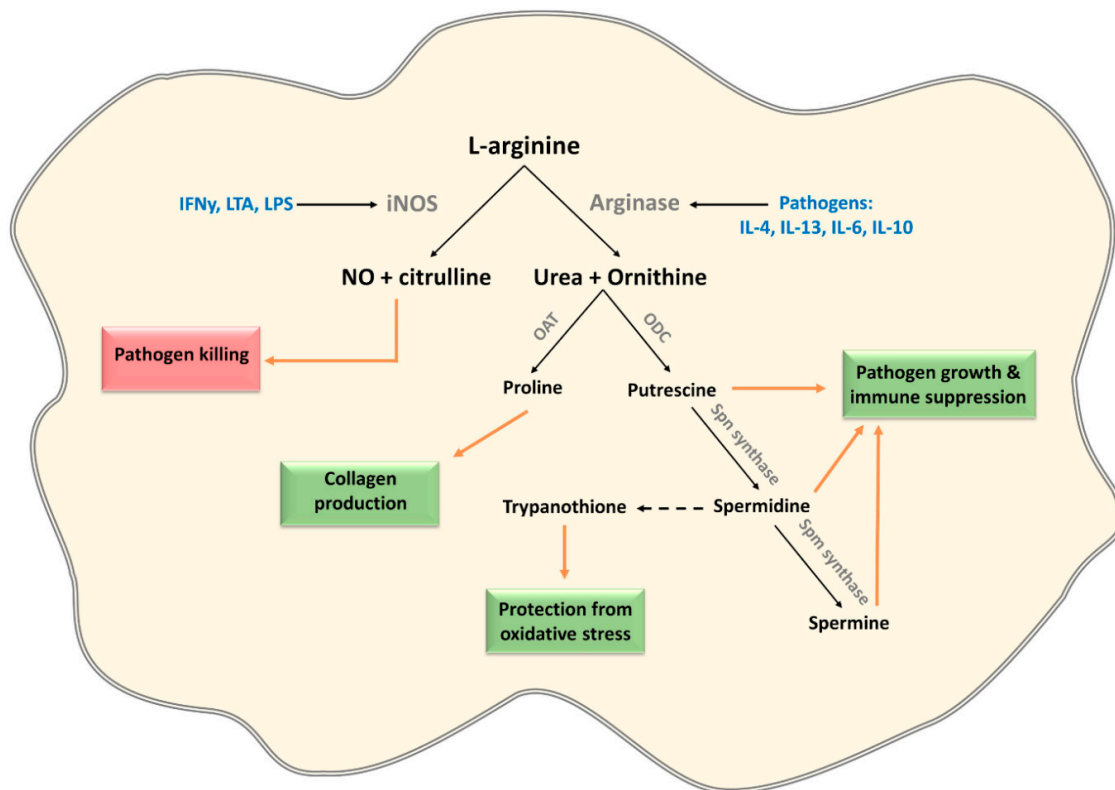 L-arginine
IFNγ, LTA, LPS
iNOS
Arginase
Pathogens:
IL-4, IL-13, IL-6, IL-10
NO + citrulline
Urea + Ornithine
OAT
ODC
Pathogen killing
Proline
Putrescine
Pathogen growth &
immune suppression
Spn synthase
Collagen
production
Trypanothione
Spermidine
Spm synthase
Protection from
oxidative stress
Spermine